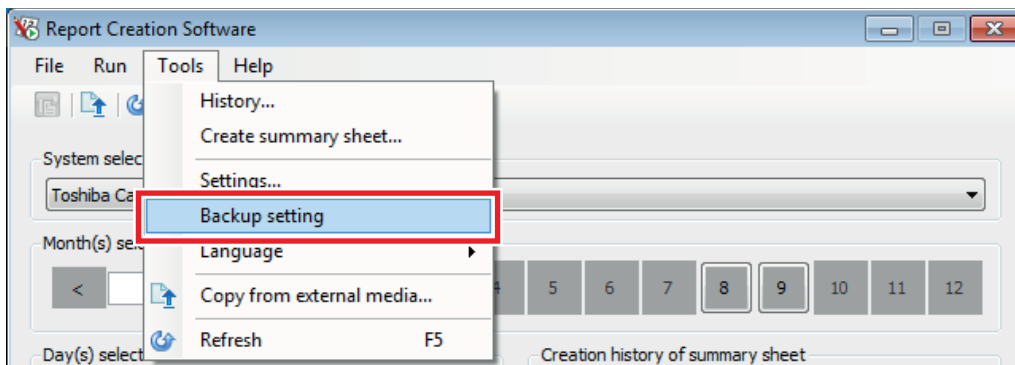 Report Creation Software
File Run Tools Help
History...
Create summary sheet...
System selec
Settings...
Toshiba Ca
Backup setting
Month(s) sele
Language
< 4 5 6 7 8 9 10 11 12
Copy from external media...
Refresh F5
Day(s) select Creation history of summary sheet